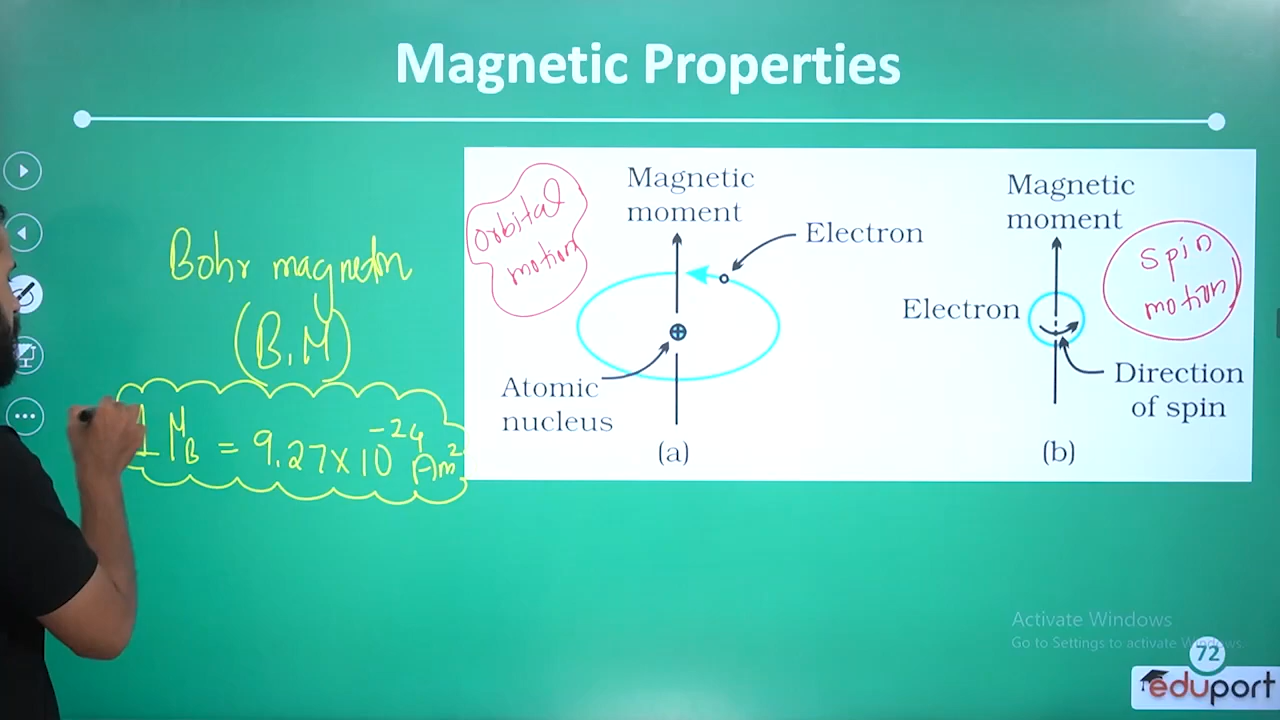 Magnetic Properties
Bohr magneton
(B.M)
1 μB = 9.27×10⁻²⁴ Am²
Orbital
motion
Magnetic
moment
Electron
Atomic
nucleus
(a)
Magnetic
moment
Spin
motion
Electron
Direction
of spin
(b)
Activate Windows
Go to Settings to activate Windows.
72
eduport